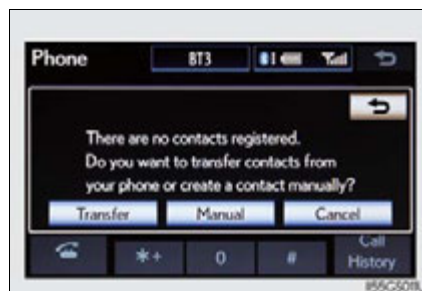 Phone BT3
There are no contacts registered.
Do you want to transfer contacts from
your phone or create a contact manually?
Transfer Manual Cancel
*+ 0 # Call
History